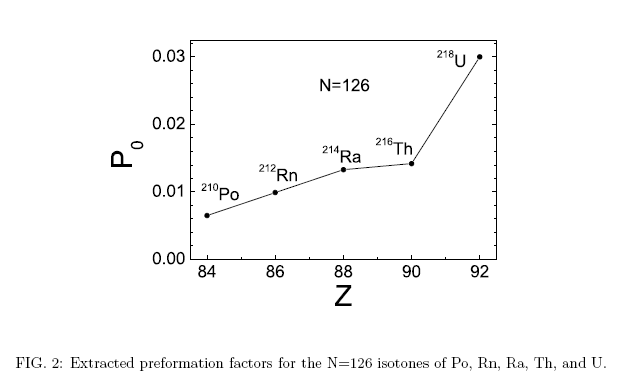 0.03
0.02
0.01
0.00
P₀
N=126
²¹⁰Po
²¹²Rn
²¹⁴Ra
²¹⁶Th
²¹⁸U
84 86 88 90 92
Z
FIG. 2: Extracted preformation factors for the N=126 isotones of Po, Rn, Ra, Th, and U.